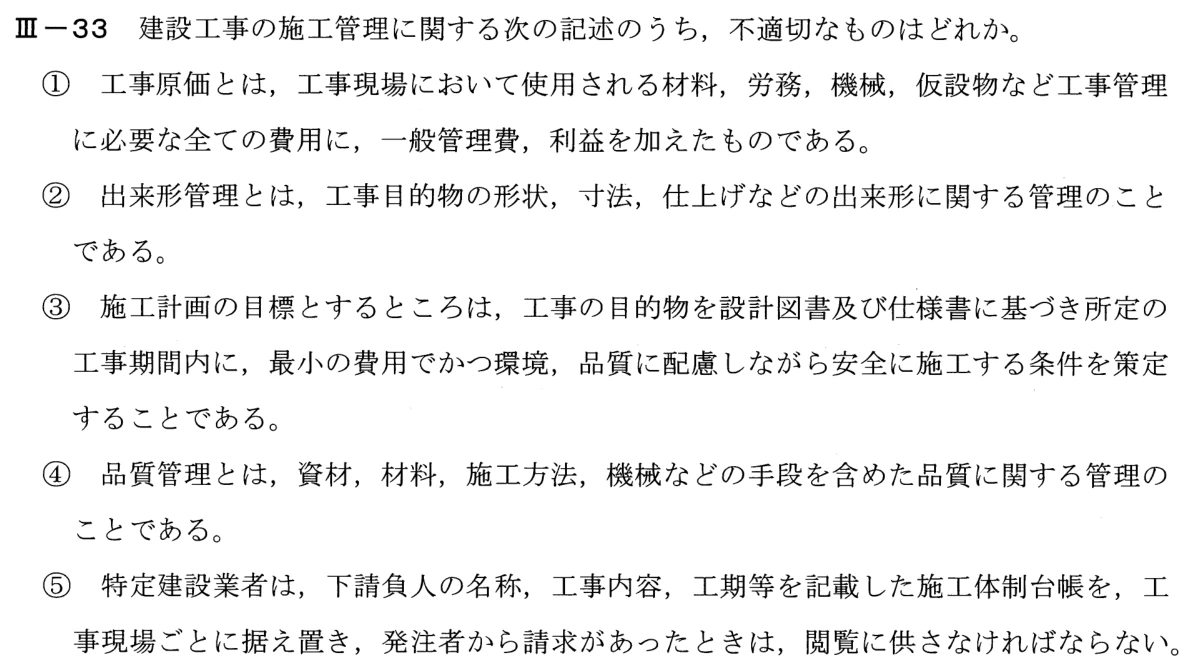 Ⅲ－33　建設工事の施工管理に関する次の記述のうち，不適切なものはどれか。
①　工事原価とは，工事現場において使用される材料，労務，機械，仮設物など工事管理
に必要な全ての費用に，一般管理費，利益を加えたものである。
②　出来形管理とは，工事目的物の形状，寸法，仕上げなどの出来形に関する管理のこと
である。
③　施工計画の目標とするところは，工事の目的物を設計図書及び仕様書に基づき所定の
工事期間内に，最小の費用でかつ環境，品質に配慮しながら安全に施工する条件を策定
することである。
④　品質管理とは，資材，材料，施工方法，機械などの手段を含めた品質に関する管理の
ことである。
⑤　特定建設業者は，下請負人の名称，工事内容，工期等を記載した施工体制台帳を，工
事現場ごとに据え置き，発注者から請求があったときは，閲覧に供さなければならない。